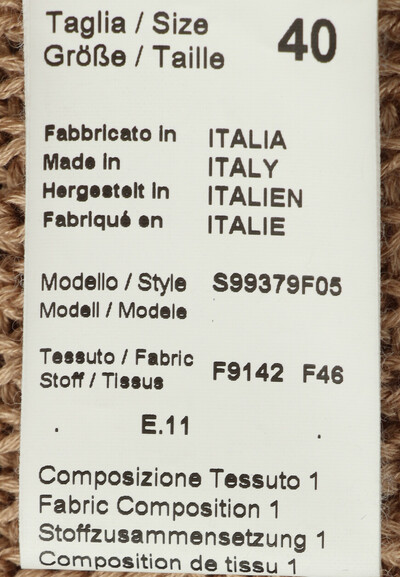 Taglia / Size 40
Größe / Taille
Fabbricato in ITALIA
Made in ITALY
Hergestelt in ITALIEN
Fabriqué en ITALIE
Modello / Style S99379F05
Modell / Modele
Tessuto / Fabric F9142 F46
Stoff / Tissus
. E.11 .
Composizione Tessuto 1
Fabric Composition 1
Stoffzusammensetzung 1
Composition de tissu 1